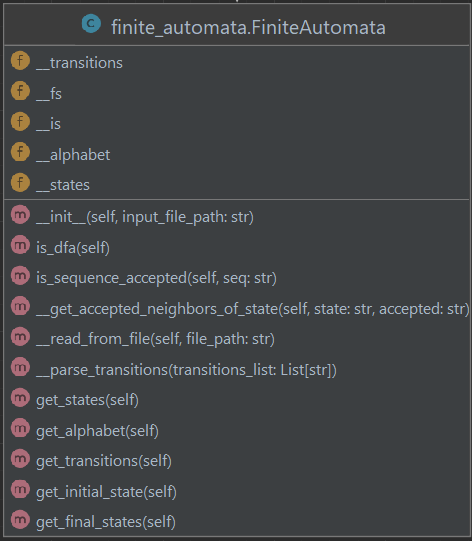 C finite_automata.FiniteAutomata
f __transitions
f __fs
f __is
f __alphabet
f __states
m __init__(self, input_file_path: str)
m is_dfa(self)
m is_sequence_accepted(self, seq: str)
m __get_accepted_neighbors_of_state(self, state: str, accepted: str)
m __read_from_file(self, file_path: str)
m __parse_transitions(transitions_list: List[str])
m get_states(self)
m get_alphabet(self)
m get_transitions(self)
m get_initial_state(self)
m get_final_states(self)